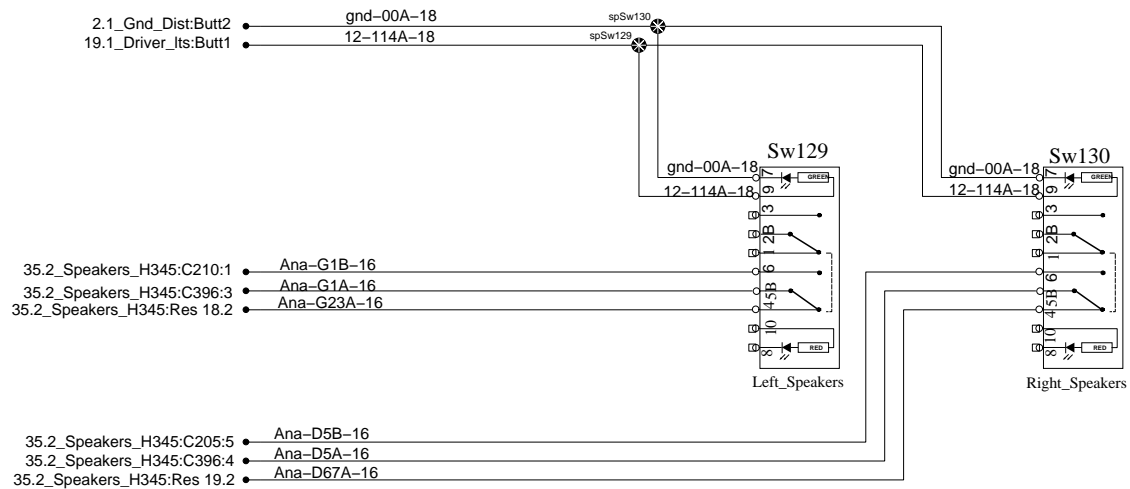 2.1_Gnd_Dist:Butt2
gnd–00A–18
spSw130
19.1_Driver_lts:Butt1
12–114A–18
spSw129
Sw129
gnd–00A–18
7
GREEN
12–114A–18
9
3
2B
1
6
5B
4
10
8
RED
Left_Speakers
Sw130
gnd–00A–18
7
GREEN
12–114A–18
9
3
2B
1
6
5B
4
10
8
RED
Right_Speakers
35.2_Speakers_H345:C210:1
Ana–G1B–16
35.2_Speakers_H345:C396:3
Ana–G1A–16
35.2_Speakers_H345:Res 18.2
Ana–G23A–16
35.2_Speakers_H345:C205:5
Ana–D5B–16
35.2_Speakers_H345:C396:4
Ana–D5A–16
35.2_Speakers_H345:Res 19.2
Ana–D67A–16